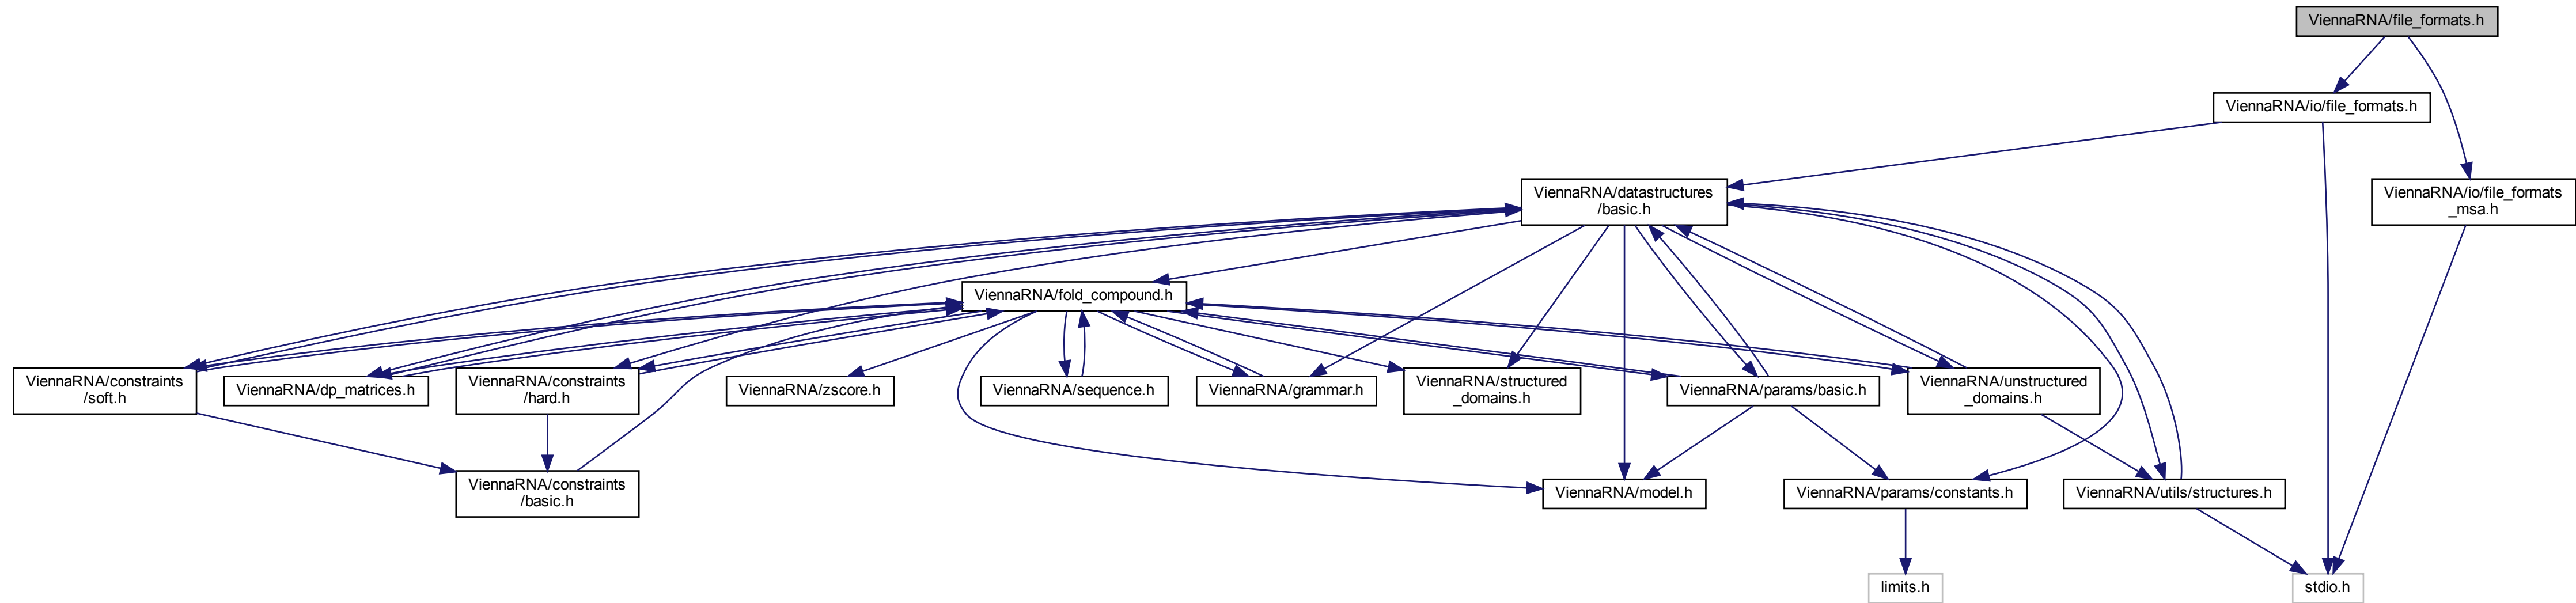 ViennaRNA/file_formats.h
ViennaRNA/io/file_formats.h
ViennaRNA/datastructures
/basic.h
ViennaRNA/io/file_formats
_msa.h
ViennaRNA/fold_compound.h
ViennaRNA/constraints
/soft.h
ViennaRNA/dp_matrices.h
ViennaRNA/constraints
/hard.h
ViennaRNA/zscore.h
ViennaRNA/sequence.h
ViennaRNA/grammar.h
ViennaRNA/structured
_domains.h
ViennaRNA/params/basic.h
ViennaRNA/unstructured
_domains.h
ViennaRNA/constraints
/basic.h
ViennaRNA/model.h
ViennaRNA/params/constants.h
ViennaRNA/utils/structures.h
limits.h
stdio.h